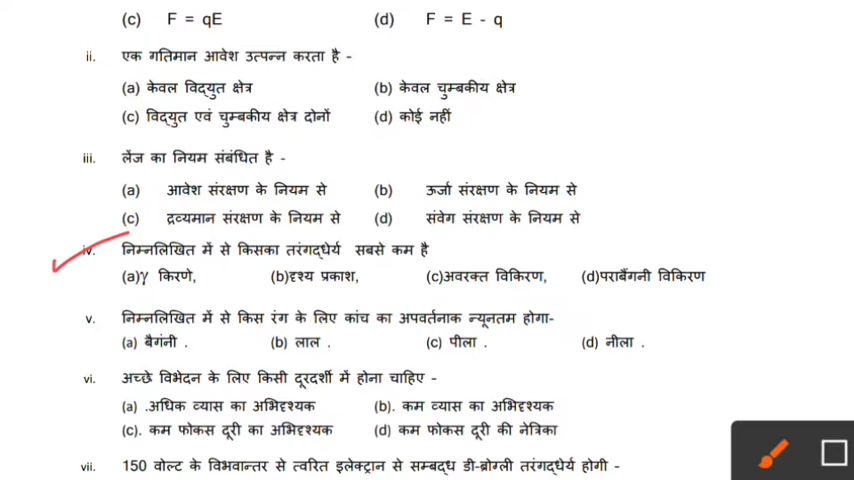 (c) F = qE (d) F = E - q
ii. एक गतिमान आवेश उत्पन्न करता है -
(a) केवल विद्युत क्षेत्र (b) केवल चुम्बकीय क्षेत्र
(c) विद्युत एवं चुम्बकीय क्षेत्र दोनों (d) कोई नहीं
iii. लेंज का नियम संबंधित है -
(a) आवेश संरक्षण के नियम से (b) ऊर्जा संरक्षण के नियम से
(c) द्रव्यमान संरक्षण के नियम से (d) संवेग संरक्षण के नियम से
iv. निम्नलिखित में से किसका तरंगद्धैर्य सबसे कम है
(a)γ किरणे, (b)दृश्य प्रकाश, (c)अवरक्त विकिरण, (d)पराबैंगनी विकिरण
v. निम्नलिखित में से किस रंग के लिए कांच का अपवर्तनाक न्यूनतम होगा-
(a) बैगंनी . (b) लाल . (c) पीला . (d) नीला .
vi. अच्छे विभेदन के लिए किसी दूरदर्शी में होना चाहिए -
(a) .अधिक व्यास का अभिदृश्यक (b). कम व्यास का अभिदृश्यक
(c). कम फोकस दूरी का अभिदृश्यक (d) कम फोकस दूरी की नेत्रिका
vii. 150 वोल्ट के विभवान्तर से त्वरित इलेक्ट्रान से सम्बद्ध डी-ब्रोग्ली तरंगद्धैर्य होगी -